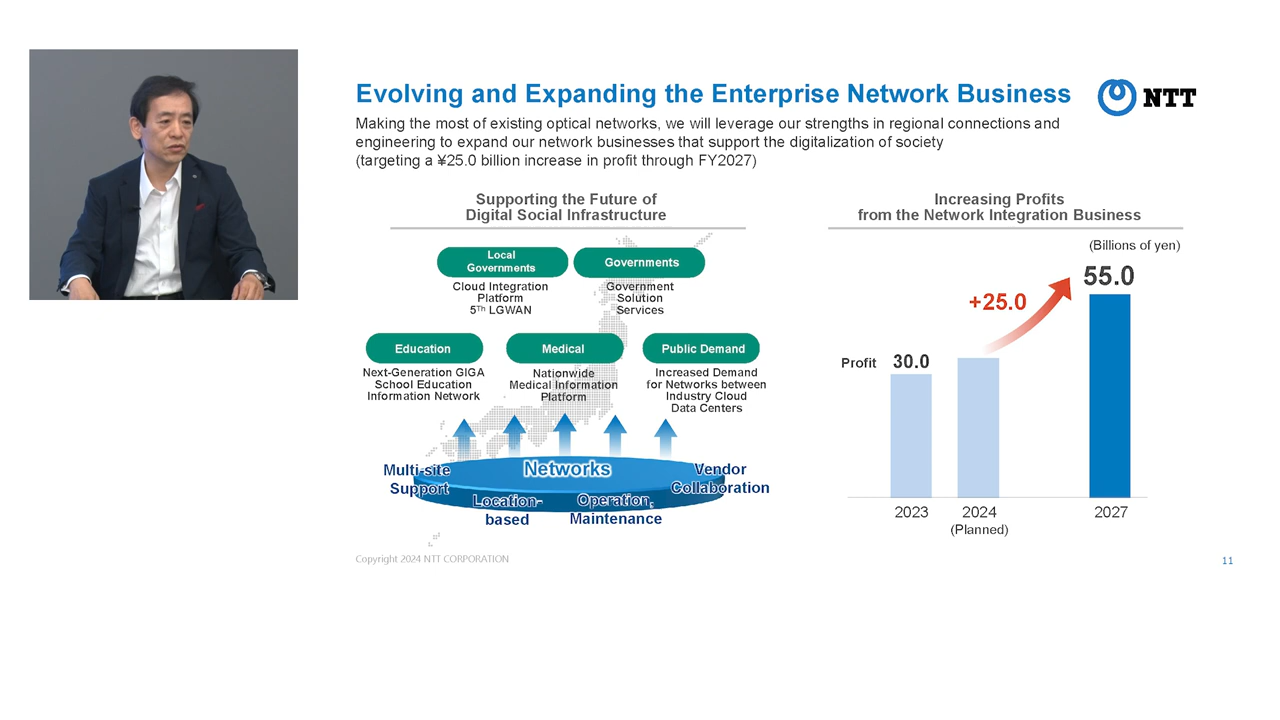 Evolving and Expanding the Enterprise Network Business
NTT
Making the most of existing optical networks, we will leverage our strengths in regional connections and
engineering to expand our network businesses that support the digitalization of society
(targeting a ¥25.0 billion increase in profit through FY2027)
Supporting the Future of
Digital Social Infrastructure
Local
Governments
Cloud Integration
Platform
5Th LGWAN
Governments
Government
Solution
Services
Education
Next-Generation GIGA
School Education
Information Network
Medical
Nationwide
Medical Information
Platform
Public Demand
Increased Demand
for Networks between
Industry Cloud
Data Centers
Networks
Multi-site
Support
Location-
based
Operation,
Maintenance
Vendor
Collaboration
Increasing Profits
from the Network Integration Business
(Billions of yen)
55.0
+25.0
Profit 30.0
2023 2024 2027
(Planned)
Copyright 2024 NTT CORPORATION
11